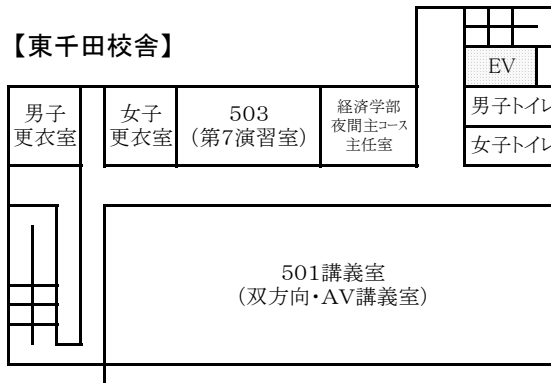 【東千田校舎】
EV
男子
更衣室
女子
更衣室
503
(第7演習室)
経済学部
夜間主コース
主任室
男子トイレ
女子トイレ
501講義室
(双方向・AV講義室)